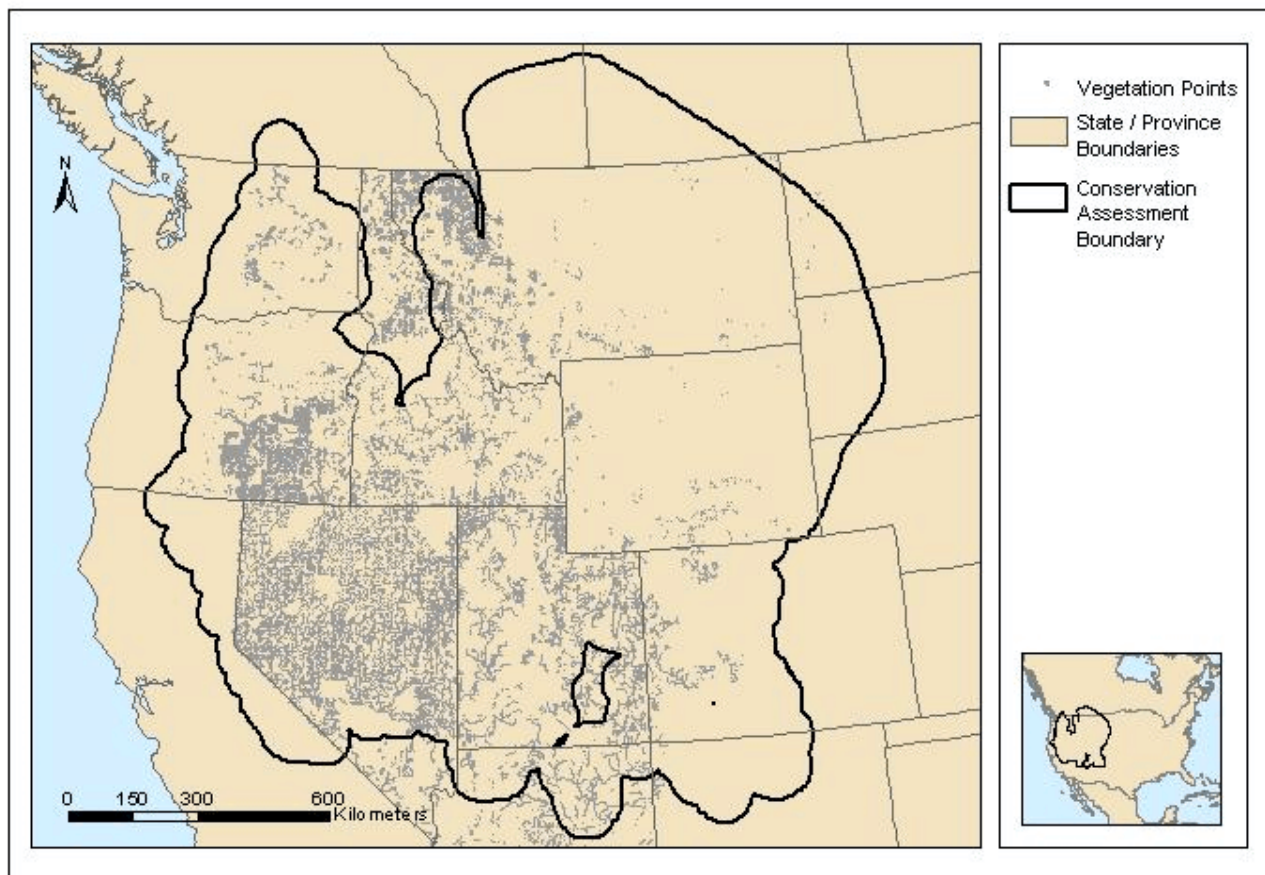 N
0 150 300 600
Kilometers
Vegetation Points
State / Province
Boundaries
Conservation
Assessment
Boundary